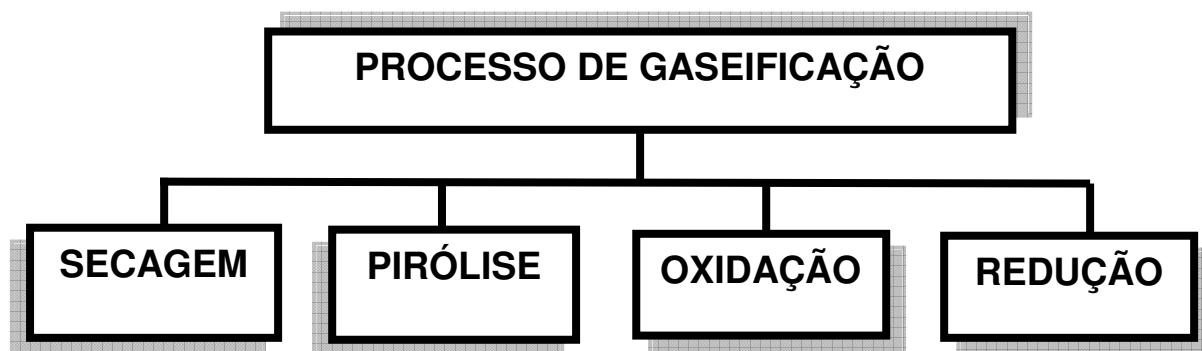 PROCESSO DE GASEIFICAÇÃO
SECAGEM
PIRÓLISE
OXIDAÇÃO
REDUÇÃO